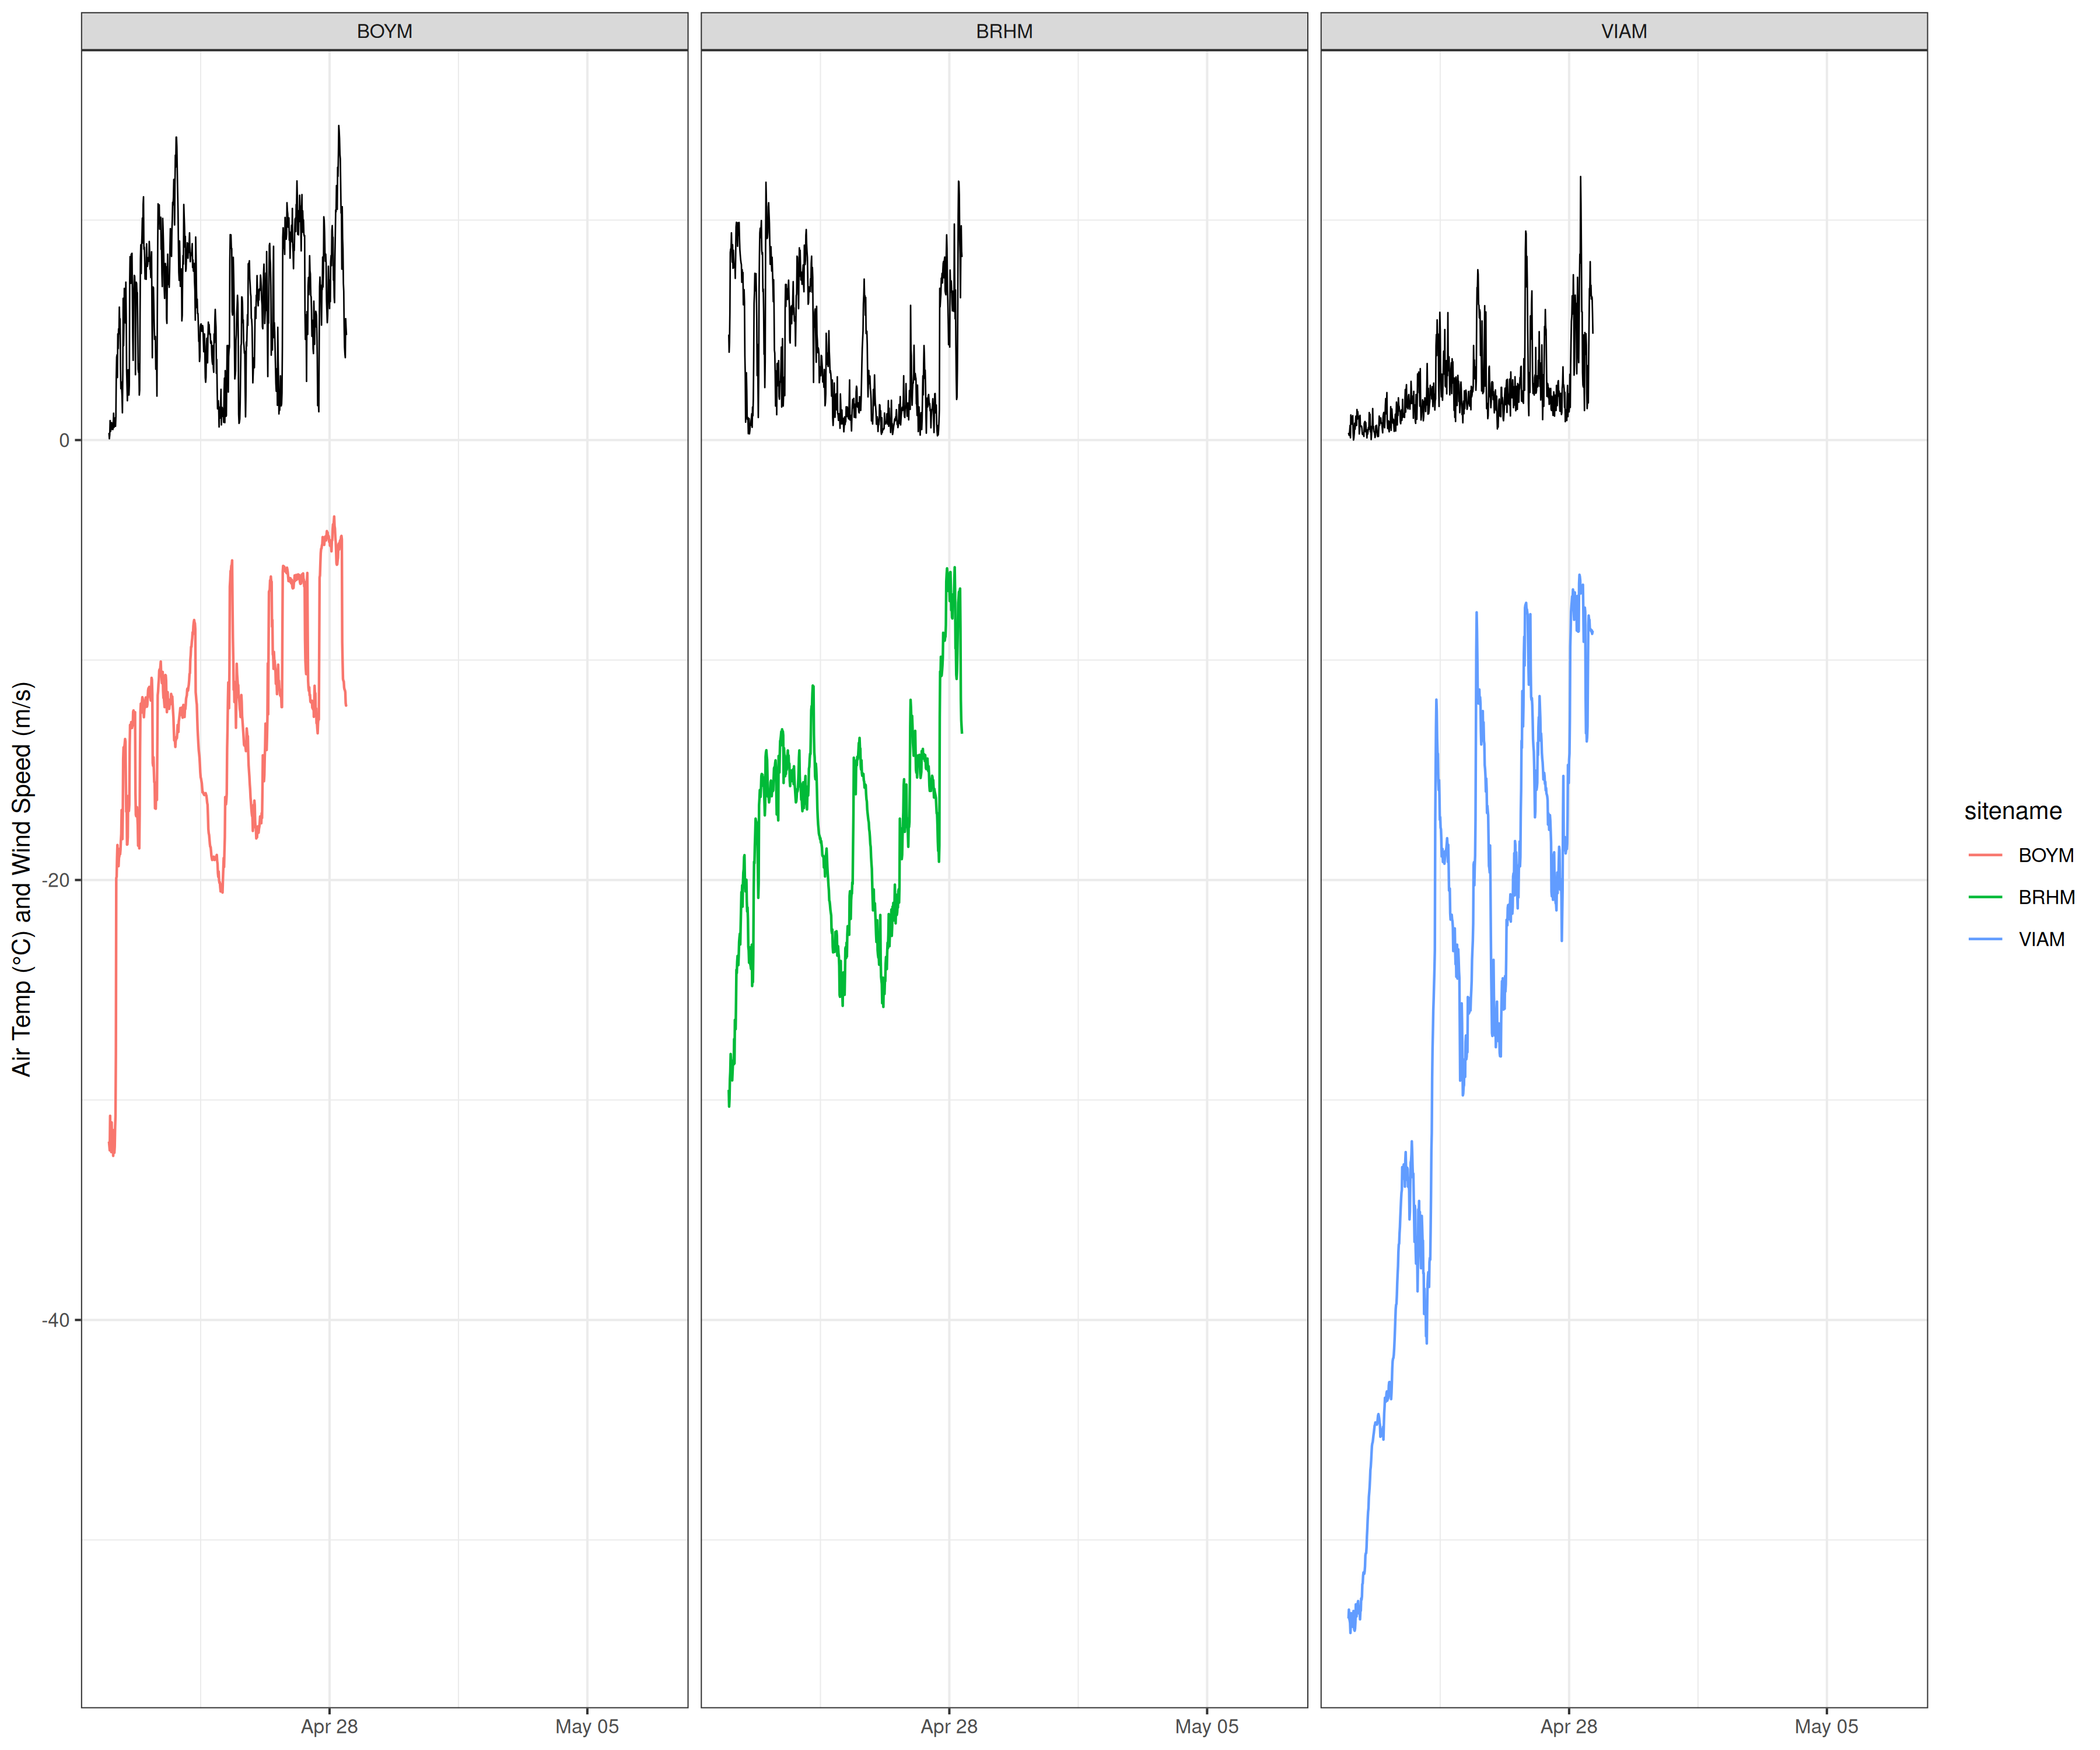 BOYM
BRHM
VIAM
Air Temp (°C) and Wind Speed (m/s)
0
-20
-40
Apr 28
May 05
Apr 28
May 05
Apr 28
May 05
sitename
BOYM
BRHM
VIAM